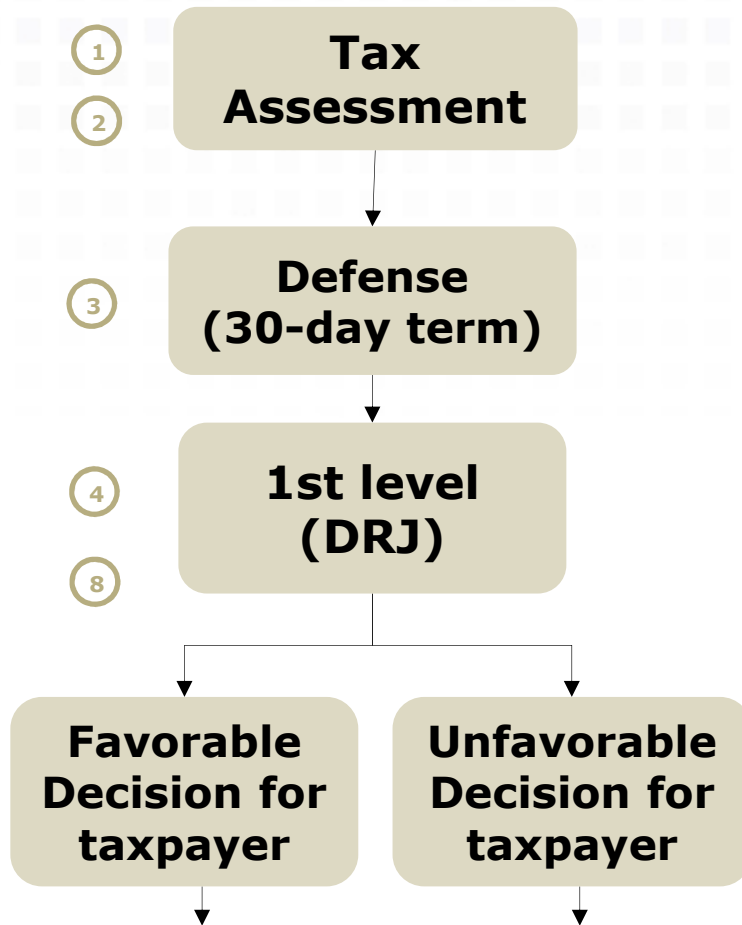 1
Tax
Assessment
2
Defense
(30-day term)
3
1st level
(DRJ)
4
8
Favorable
Decision for
taxpayer
Unfavorable
Decision for
taxpayer